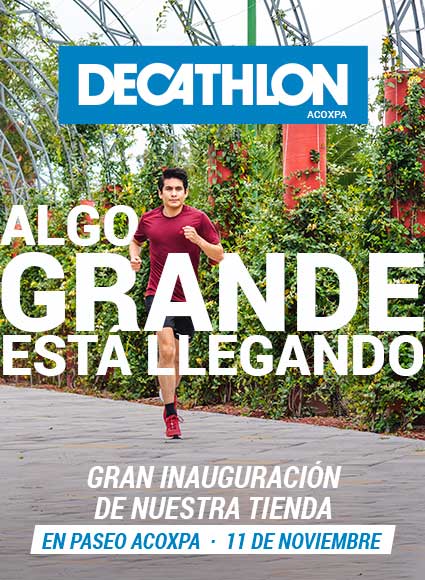 DECATHLON
ACOXPA
ALGO
GRANDE
ESTÁ LLEGANDO
GRAN INAUGURACIÓN
DE NUESTRA TIENDA
EN PASEO ACOXPA · 11 DE NOVIEMBRE